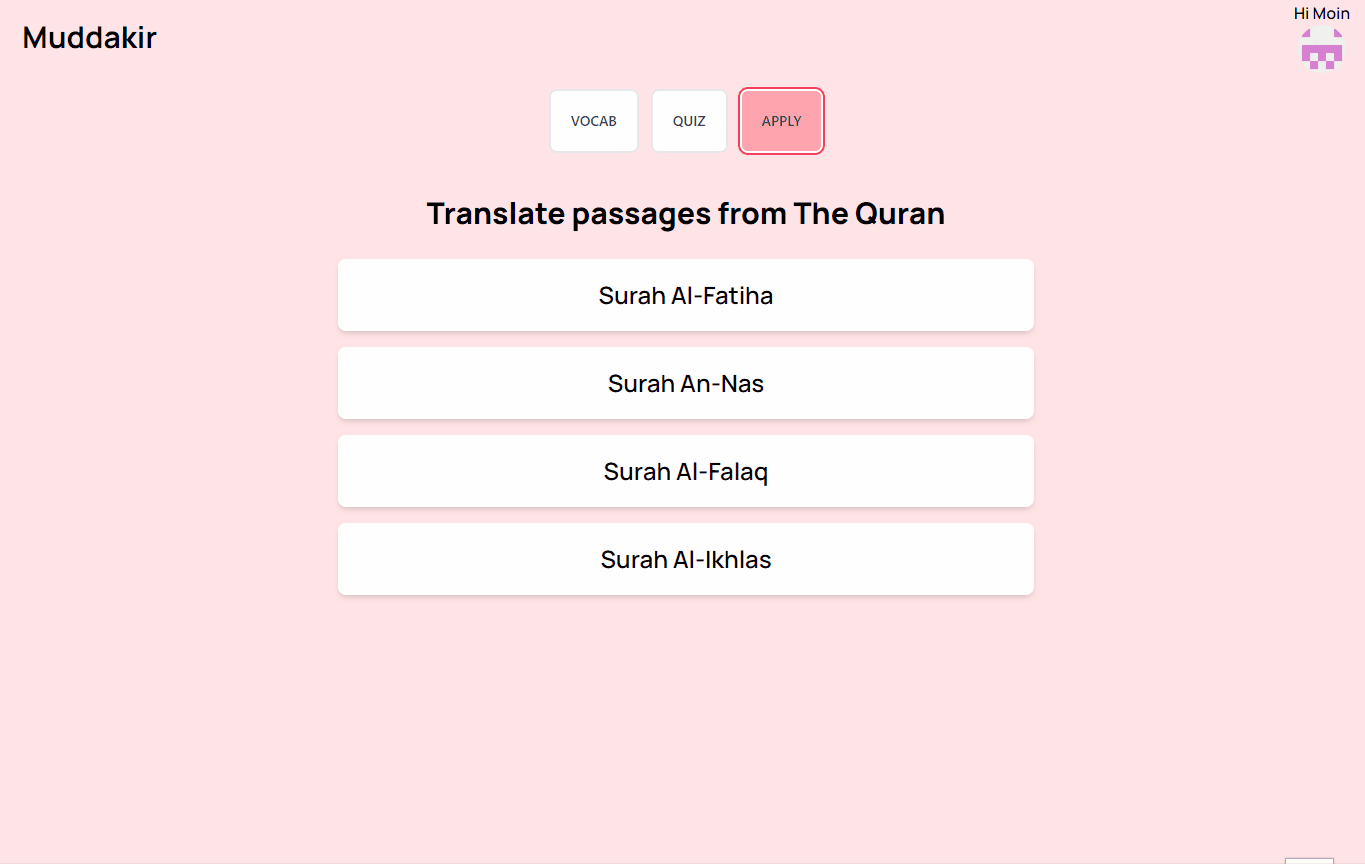 Hi Moin
Muddakir
VOCAB
QUIZ
APPLY
Translate passages from The Quran
Surah Al-Fatiha
Surah An-Nas
Surah Al-Falaq
Surah Al-Ikhlas